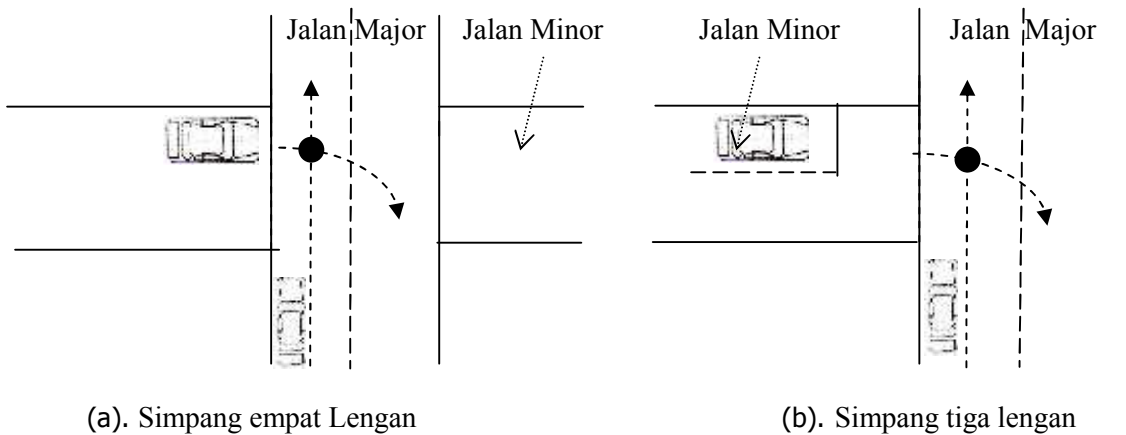 Jalan Major Jalan Minor
Jalan Minor Jalan Major
(a). Simpang empat Lengan
(b). Simpang tiga lengan